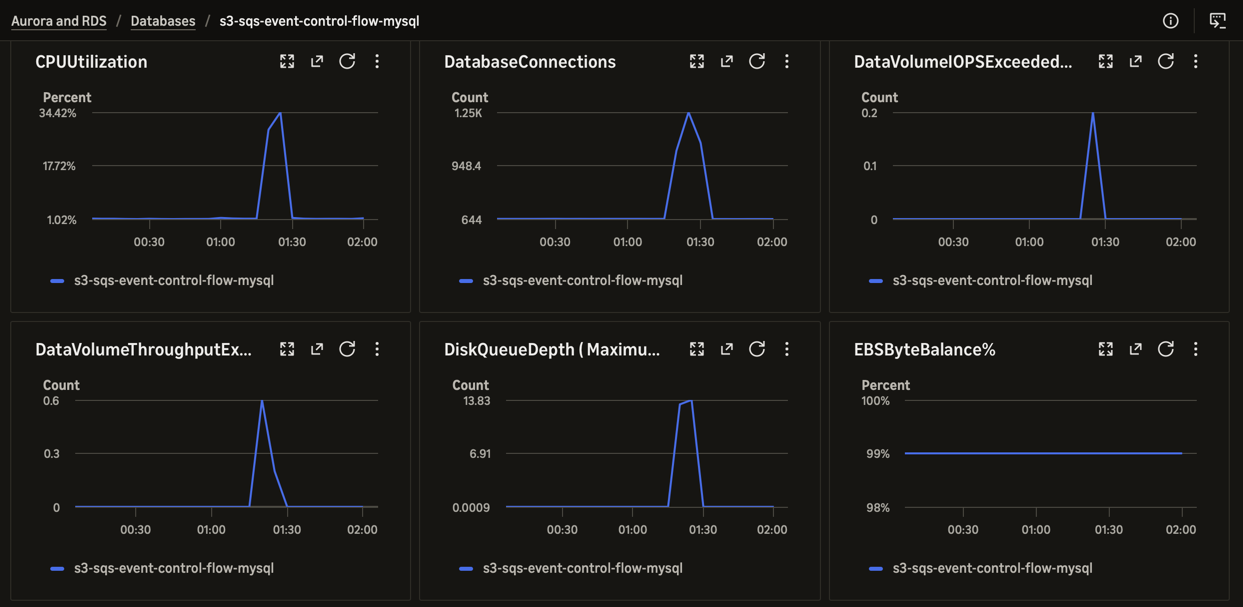 Aurora and RDS / Databases / s3-sqs-event-control-flow-mysql
CPUUtilization
Percent
34.42%
17.72%
1.02%
00:30 01:00 01:30 02:00
s3-sqs-event-control-flow-mysql
DatabaseConnections
Count
1.25K
948.4
644
00:30 01:00 01:30 02:00
s3-sqs-event-control-flow-mysql
DataVolumeIOPSExceeded...
Count
0.2
0.1
0
00:30 01:00 01:30 02:00
s3-sqs-event-control-flow-mysql
DataVolumeThroughputEx...
Count
0.6
0.3
0
00:30 01:00 01:30 02:00
s3-sqs-event-control-flow-mysql
DiskQueueDepth ( Maximu...
Count
13.83
6.91
0.0009
00:30 01:00 01:30 02:00
s3-sqs-event-control-flow-mysql
EBSByteBalance%
Percent
100%
99%
98%
00:30 01:00 01:30 02:00
s3-sqs-event-control-flow-mysql